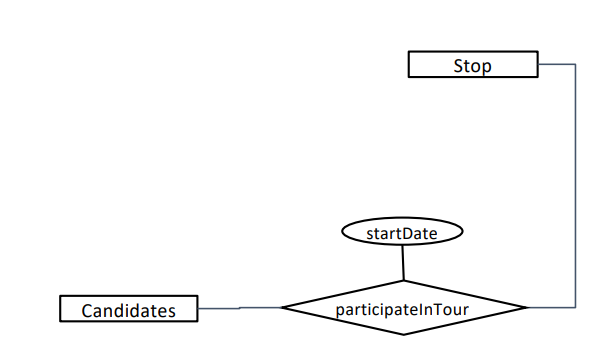 Stop
startDate
participateInTour
Candidates